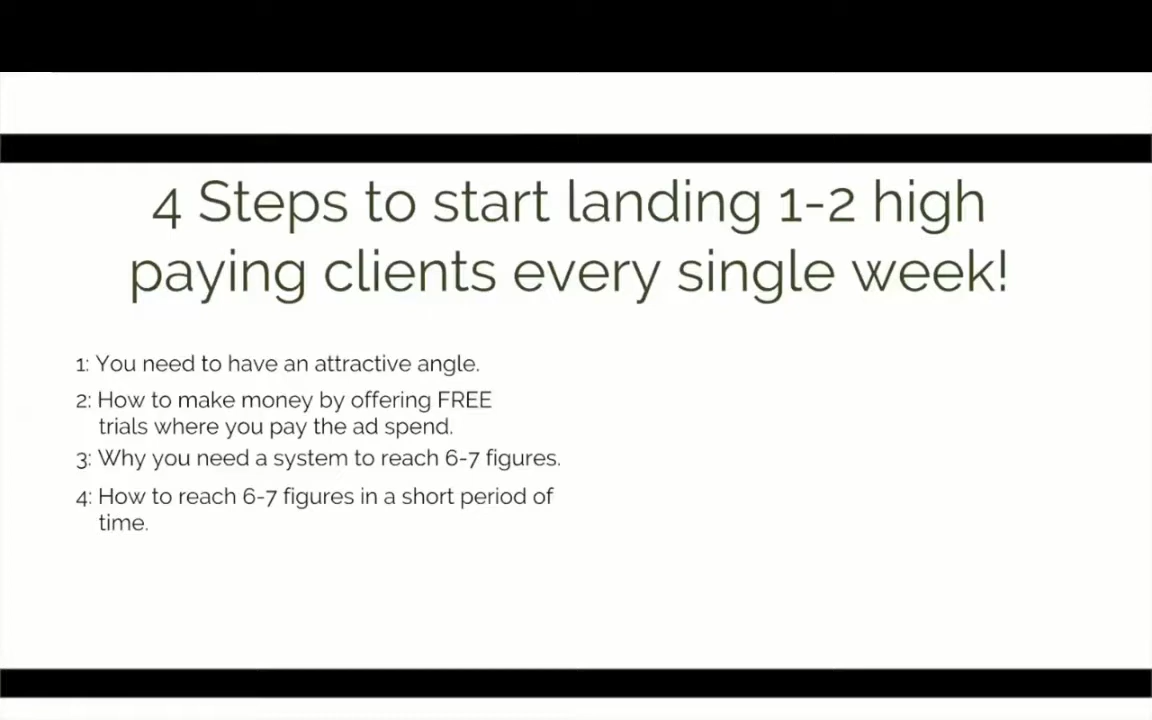 4 Steps to start landing 1-2 high
paying clients every single week!
1: You need to have an attractive angle.
2: How to make money by offering FREE
trials where you pay the ad spend.
3: Why you need a system to reach 6-7 figures.
4: How to reach 6-7 figures in a short period of
time.